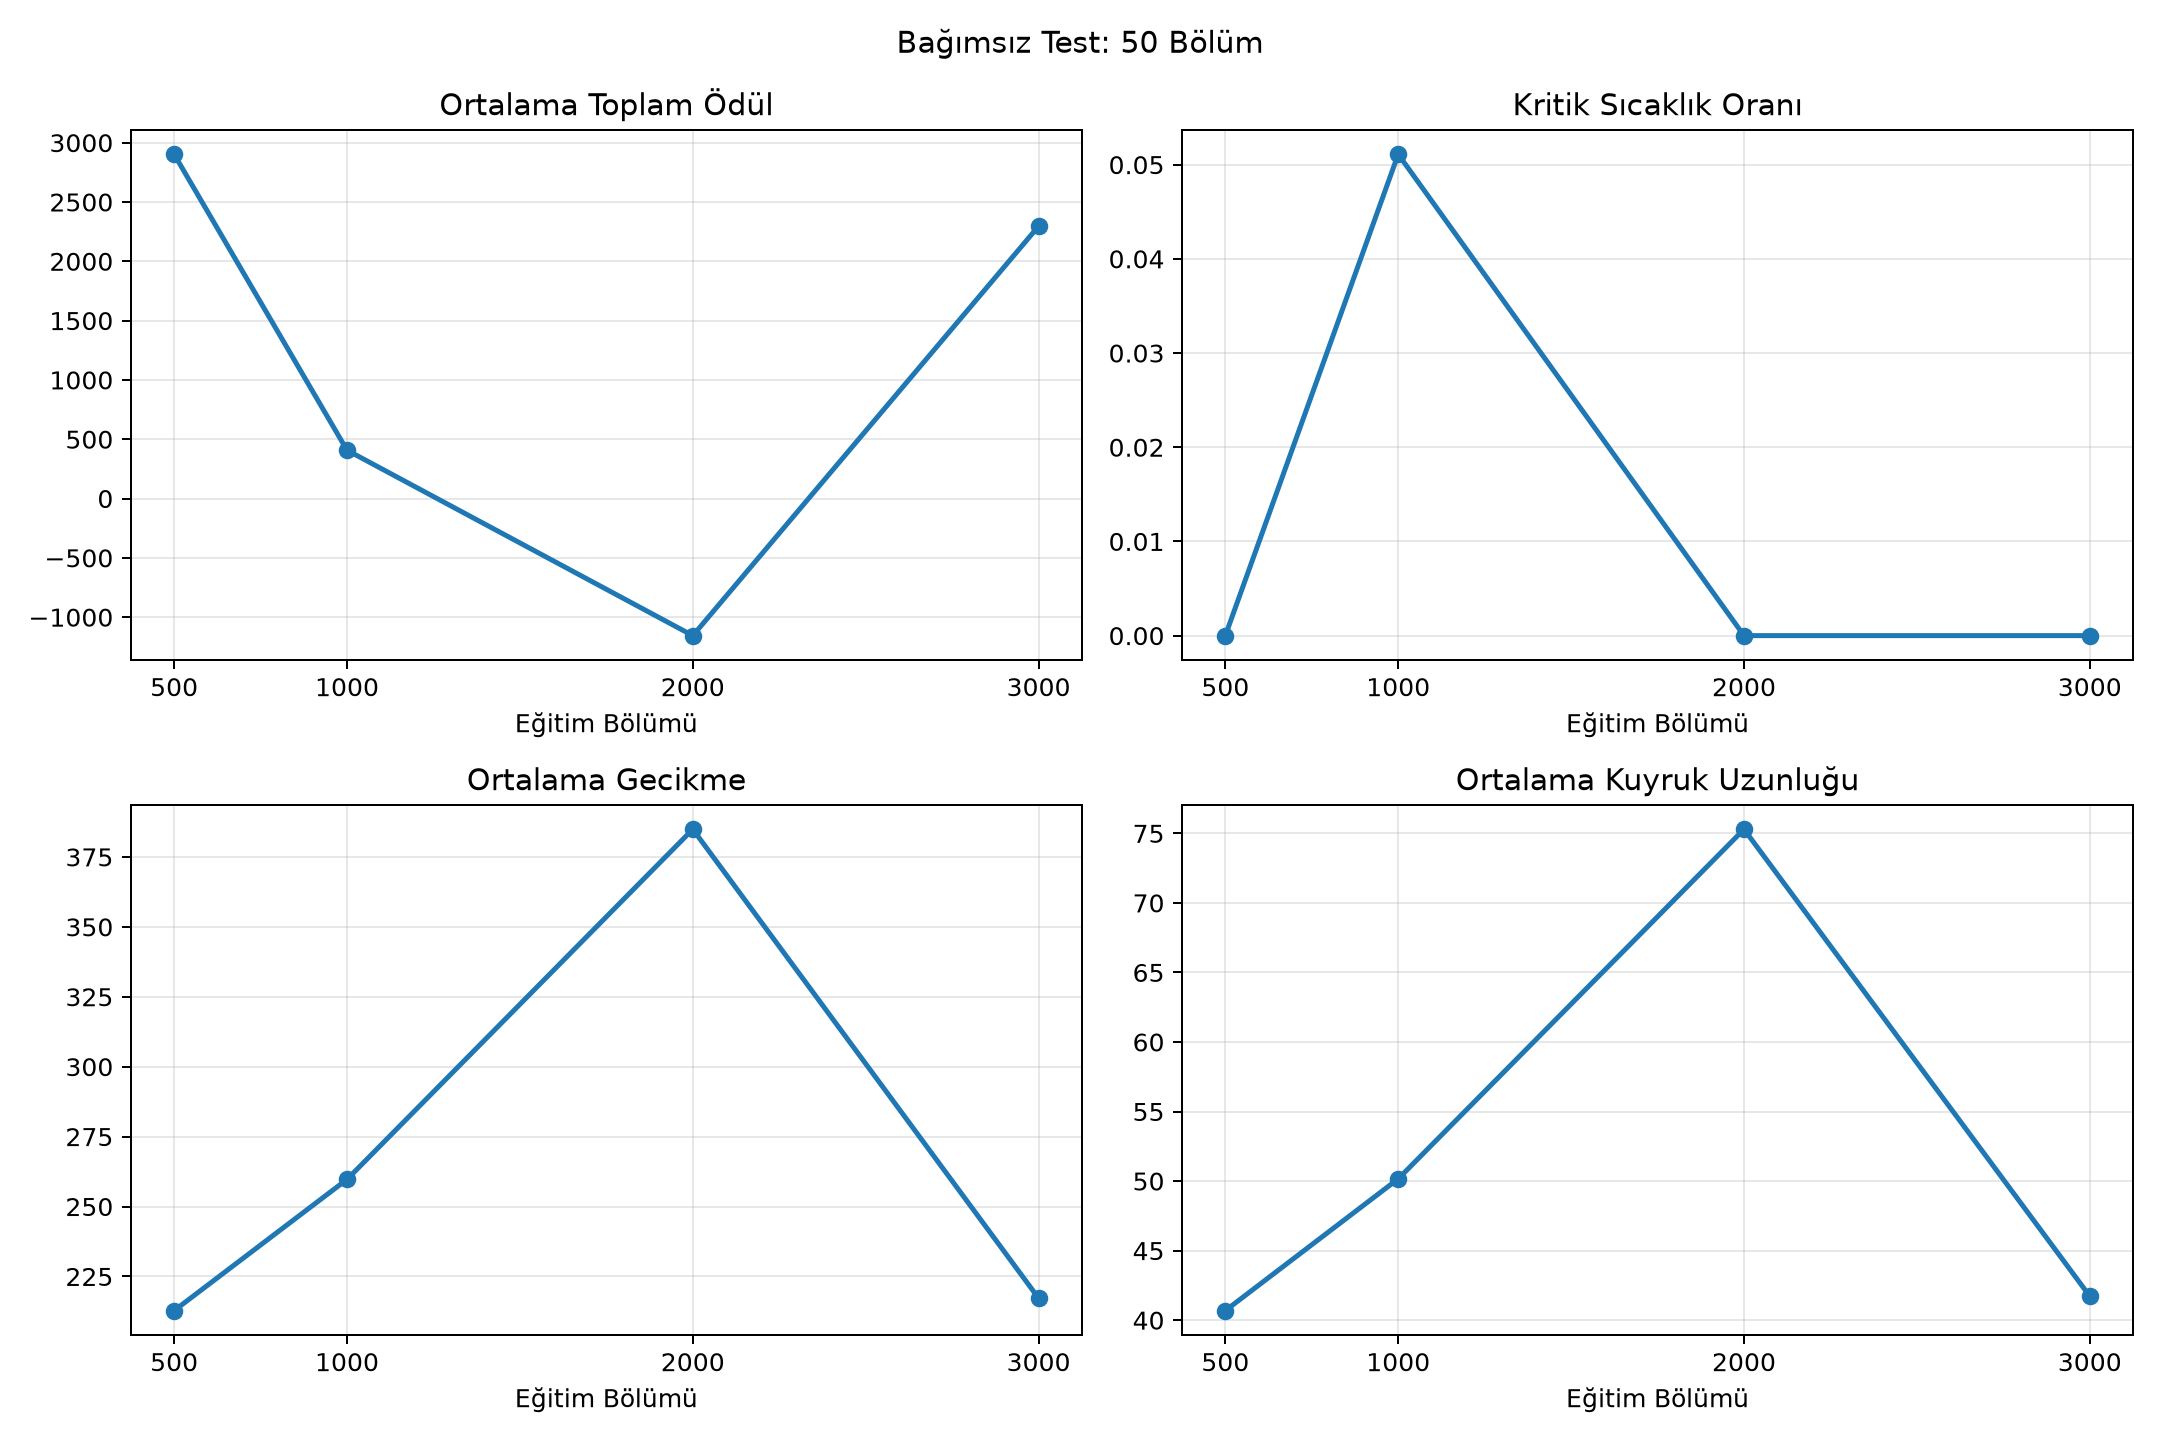 Bağımsız Test: 50 Bölüm
Ortalama Toplam Ödül
3000
2500
2000
1500
1000
500
0
−500
−1000
500 1000 2000 3000
Eğitim Bölümü
Kritik Sıcaklık Oranı
0.05
0.04
0.03
0.02
0.01
0.00
500 1000 2000 3000
Eğitim Bölümü
Ortalama Gecikme
375
350
325
300
275
250
225
500 1000 2000 3000
Eğitim Bölümü
Ortalama Kuyruk Uzunluğu
75
70
65
60
55
50
45
40
500 1000 2000 3000
Eğitim Bölümü